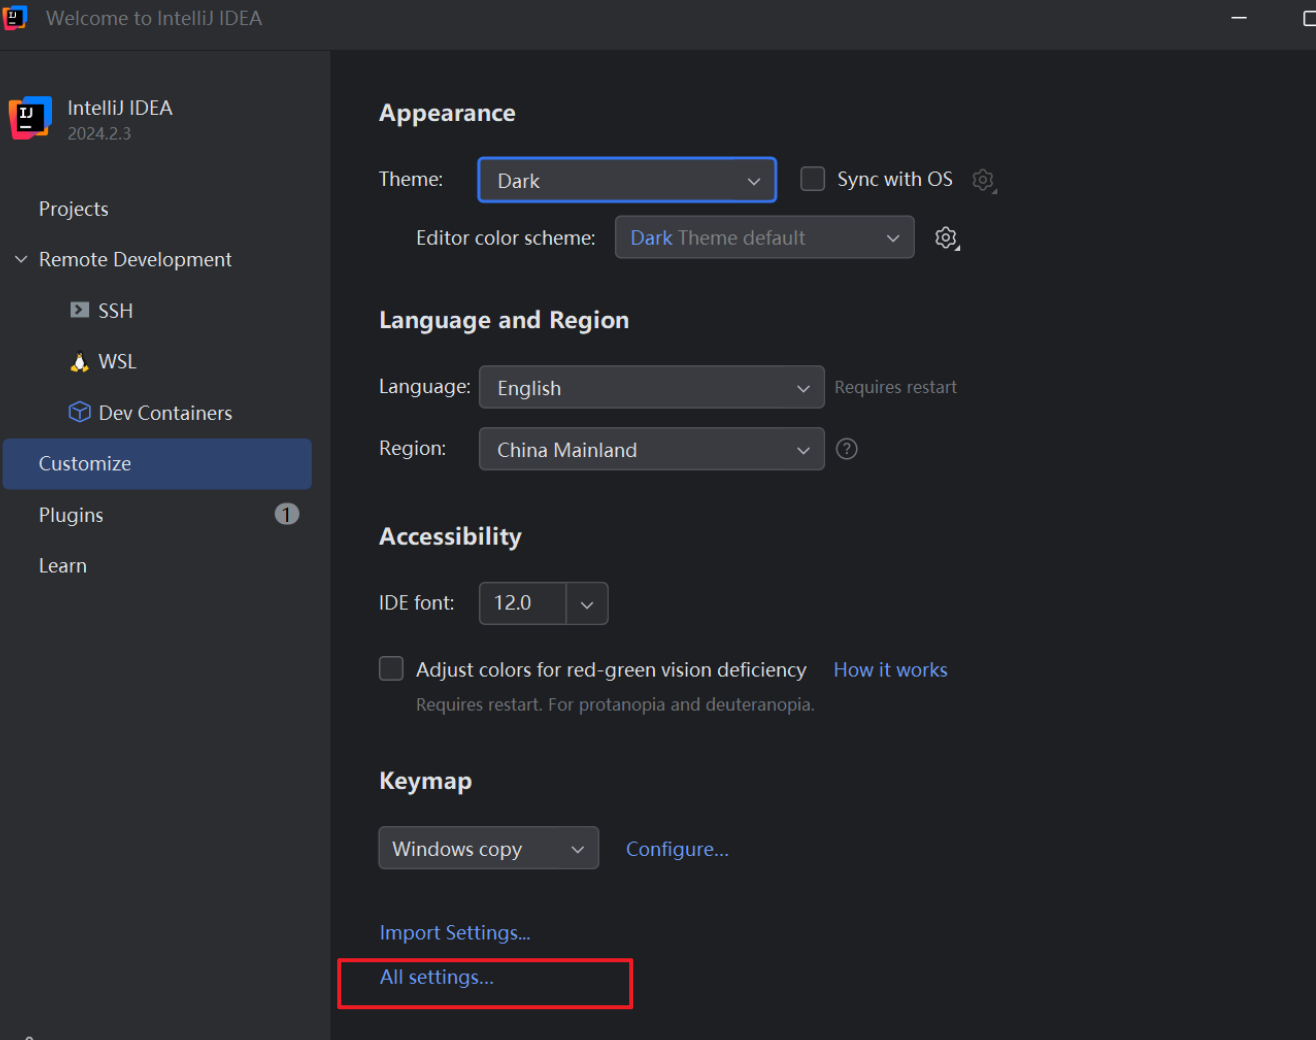 Welcome to IntelliJ IDEA
IntelliJ IDEA
2024.2.3
Projects
Remote Development
SSH
WSL
Dev Containers
Customize
Plugins 1
Learn
Appearance
Theme: Dark Sync with OS
Editor color scheme: Dark Theme default
Language and Region
Language: English Requires restart
Region: China Mainland ?
Accessibility
IDE font: 12.0
Adjust colors for red-green vision deficiency How it works
Requires restart. For protanopia and deuteranopia.
Keymap
Windows copy Configure...
Import Settings...
All settings...